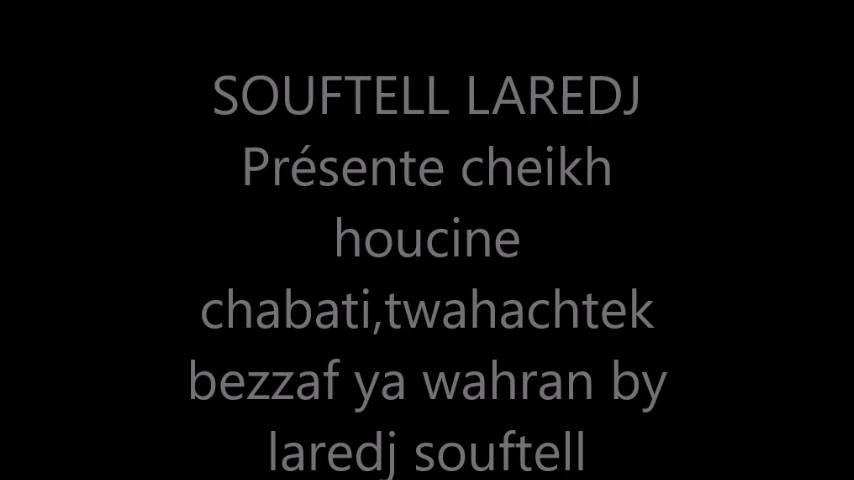 SOUFTELL LAREDJ
Présente cheikh
houcine
chabati,twahachtek
bezzaf ya wahran by
laredj souftell